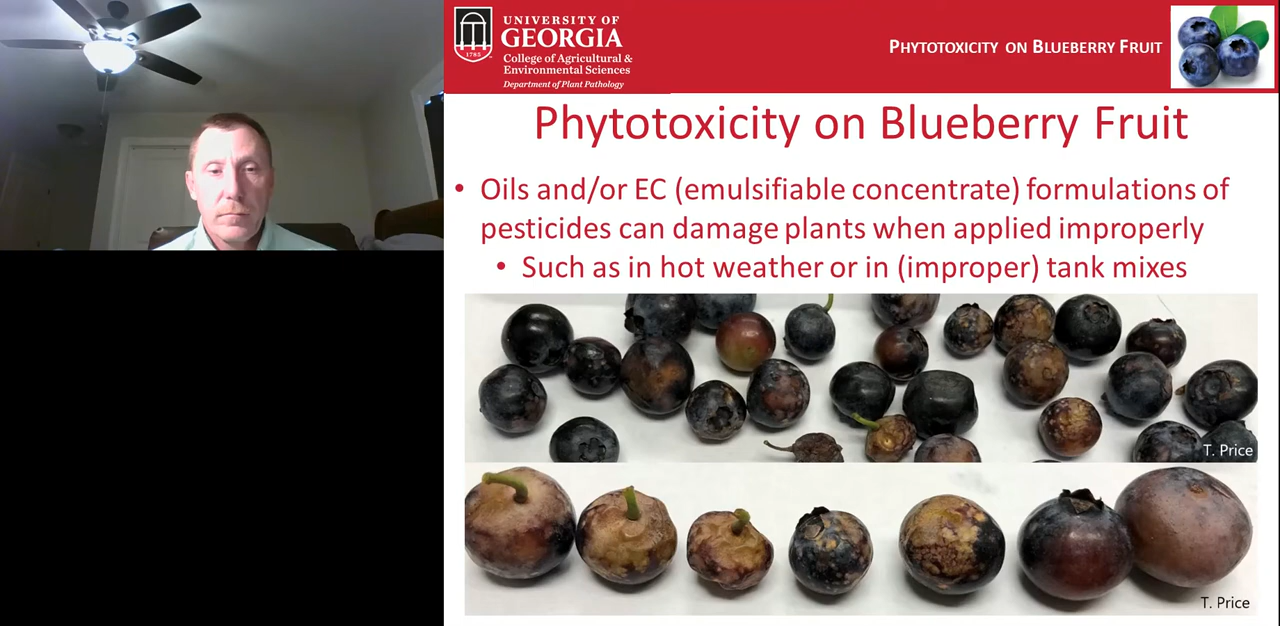 UNIVERSITY OF
GEORGIA
College of Agricultural &
Environmental Sciences
Department of Plant Pathology
1785
PHYTOTOXICITY ON BLUEBERRY FRUIT
Phytotoxicity on Blueberry Fruit
• Oils and/or EC (emulsifiable concentrate) formulations of
pesticides can damage plants when applied improperly
• Such as in hot weather or in (improper) tank mixes
T. Price
T. Price